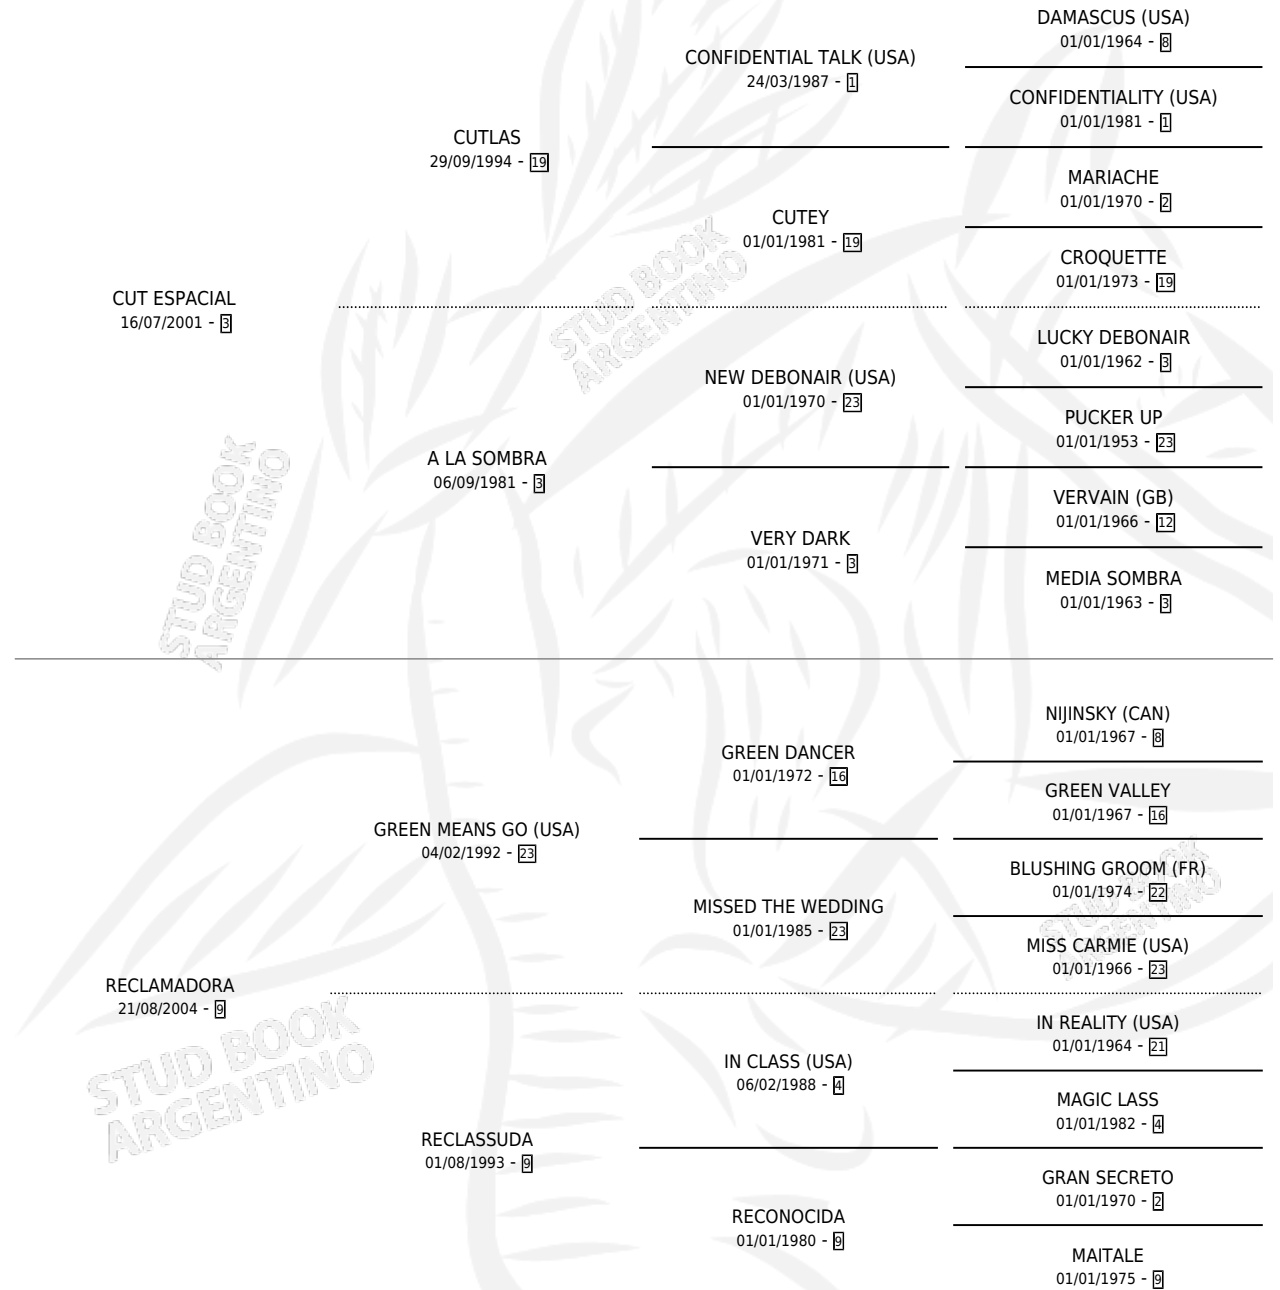 DAMASCUS (USA)
01/01/1964 - 8
CONFIDENTIAL TALK (USA)
24/03/1987 - 1
CONFIDENTIALITY (USA)
01/01/1981 - 1
CUTLAS
29/09/1994 - 19
MARIACHE
01/01/1970 - 2
CUTEY
01/01/1981 - 19
CROQUETTE
01/01/1973 - 19
CUT ESPACIAL
16/07/2001 - 3
STUD BOOK
ARGENTINO
LUCKY DEBONAIR
01/01/1962 - 3
NEW DEBONAIR (USA)
01/01/1970 - 23
PUCKER UP
01/01/1953 - 23
A LA SOMBRA
06/09/1981 - 3
VERVAIN (GB)
01/01/1966 - 12
VERY DARK
01/01/1971 - 3
MEDIA SOMBRA
01/01/1963 - 3
STUD BOOK
ARGENTINO
NIJINSKY (CAN)
01/01/1967 - 8
GREEN DANCER
01/01/1972 - 16
GREEN VALLEY
01/01/1967 - 16
GREEN MEANS GO (USA)
04/02/1992 - 23
BLUSHING GROOM (FR)
01/01/1974 - 22
MISSED THE WEDDING
01/01/1985 - 23
STUD BOOK
ARGENTINO
MISS CARMIE (USA)
01/01/1966 - 23
RECLAMADORA
21/08/2004 - 9
STUD BOOK
ARGENTINO
IN REALITY (USA)
01/01/1964 - 21
IN CLASS (USA)
06/02/1988 - 4
MAGIC LASS
01/01/1982 - 4
RECLASSUDA
01/08/1993 - 9
GRAN SECRETO
01/01/1970 - 2
RECONOCIDA
01/01/1980 - 9
MAITALE
01/01/1975 - 9